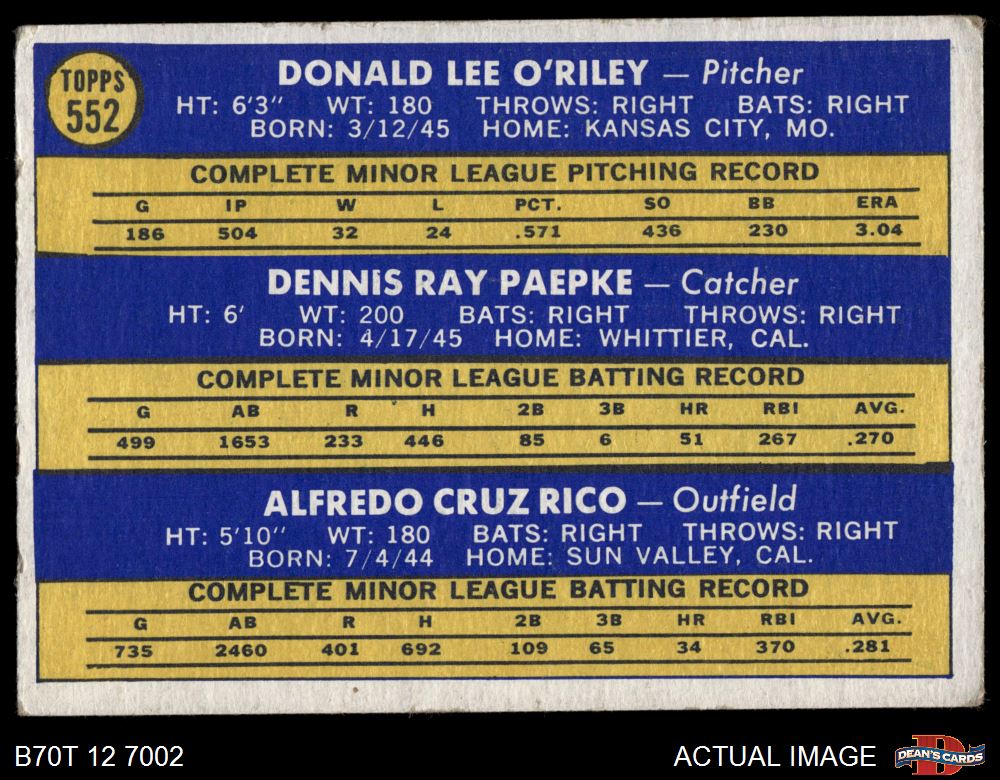 TOPPS
552
DONALD LEE O'RILEY — Pitcher
HT: 6'3" WT: 180 THROWS: RIGHT BATS: RIGHT
BORN: 3/12/45 HOME: KANSAS CITY, MO.
COMPLETE MINOR LEAGUE PITCHING RECORD
G IP W L PCT. SO BB ERA
186 504 32 24 .571 436 230 3.04
DENNIS RAY PAEPKE — Catcher
HT: 6' WT: 200 BATS: RIGHT THROWS: RIGHT
BORN: 4/17/45 HOME: WHITTIER, CAL.
COMPLETE MINOR LEAGUE BATTING RECORD
G AB R H 2B 3B HR RBI AVG.
499 1653 233 446 85 6 51 267 .270
ALFREDO CRUZ RICO — Outfield
HT: 5'10" WT: 180 BATS: RIGHT THROWS: RIGHT
BORN: 7/4/44 HOME: SUN VALLEY, CAL.
COMPLETE MINOR LEAGUE BATTING RECORD
G AB R H 2B 3B HR RBI AVG.
735 2460 401 692 109 65 34 370 .281
B70T 12 7002 ACTUAL IMAGE
D
DEAN'S CARDS